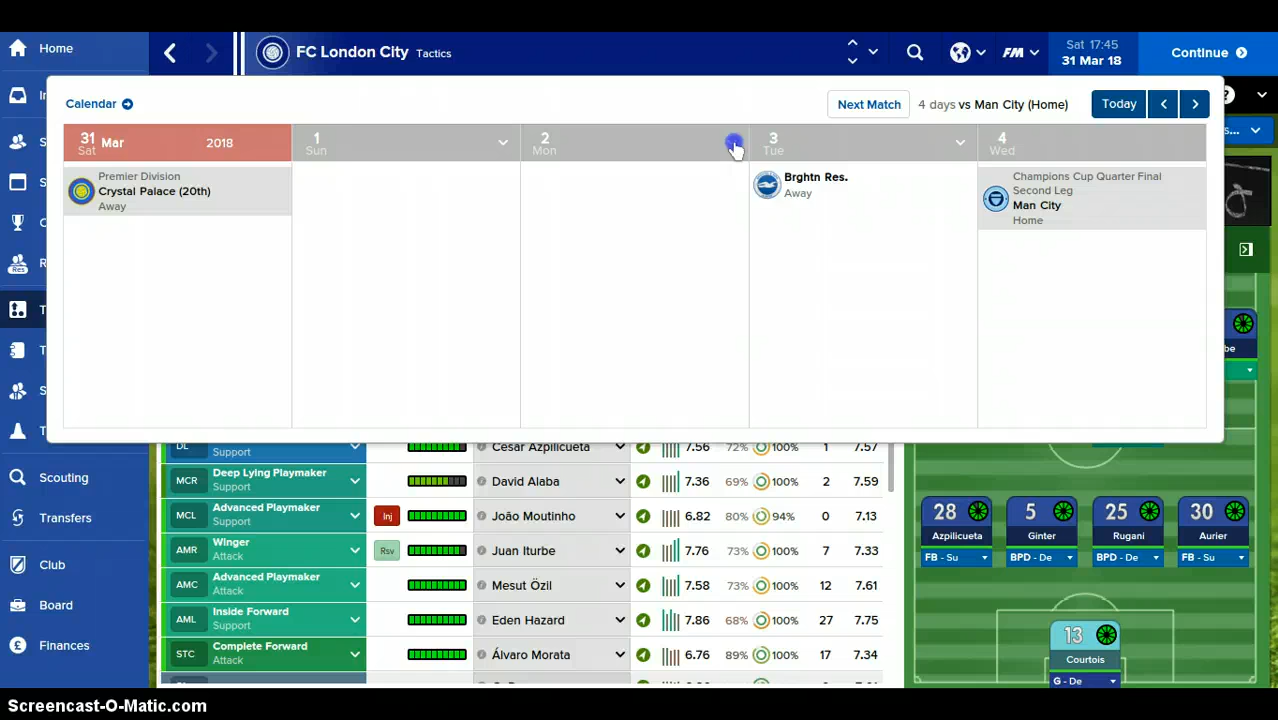 Home
FC London City Tactics
FM
Sat 17:45
31 Mar 18
Continue
Calendar
Next Match 4 days vs Man City (Home)
Today
31 Mar 2018
Sat
1
Sun
2
Mon
3
Tue
4
Wed
Premier Division
Crystal Palace (20th)
Away
Brghtn Res.
Away
Champions Cup Quarter Final
Second Leg
Man City
Home
Res
Scouting
Transfers
Club
Board
Finances
DL Support César Azpilicueta 7.56 72% 100% 1 7.57
MCR Deep Lying Playmaker
Support
David Alaba 7.36 69% 100% 2 7.59
MCL Advanced Playmaker
Support
Inj João Moutinho 6.82 80% 94% 0 7.13
AMR Winger
Attack
Rsv Juan Iturbe 7.76 73% 100% 7 7.33
AMC Advanced Playmaker
Attack
Mesut Özil 7.58 73% 100% 12 7.61
AML Inside Forward
Support
Eden Hazard 7.86 68% 100% 27 7.75
STC Complete Forward
Attack
Álvaro Morata 6.76 89% 100% 17 7.34
be
28 5 25 30
Azpilicueta Ginter Rugani Aurier
FB - Su BPD - De BPD - De FB - Su
13
Courtois
G - De
Screencast-O-Matic.com